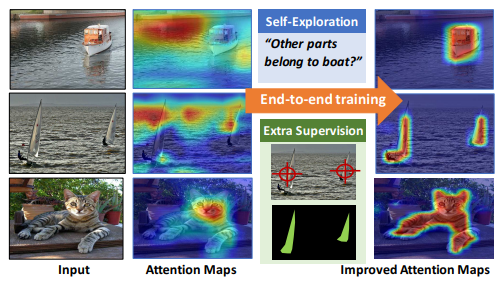 Self-Exploration
"Other parts
belong to boat?"
End-to-end training
Extra Supervision
Input
Attention Maps
Improved Attention Maps